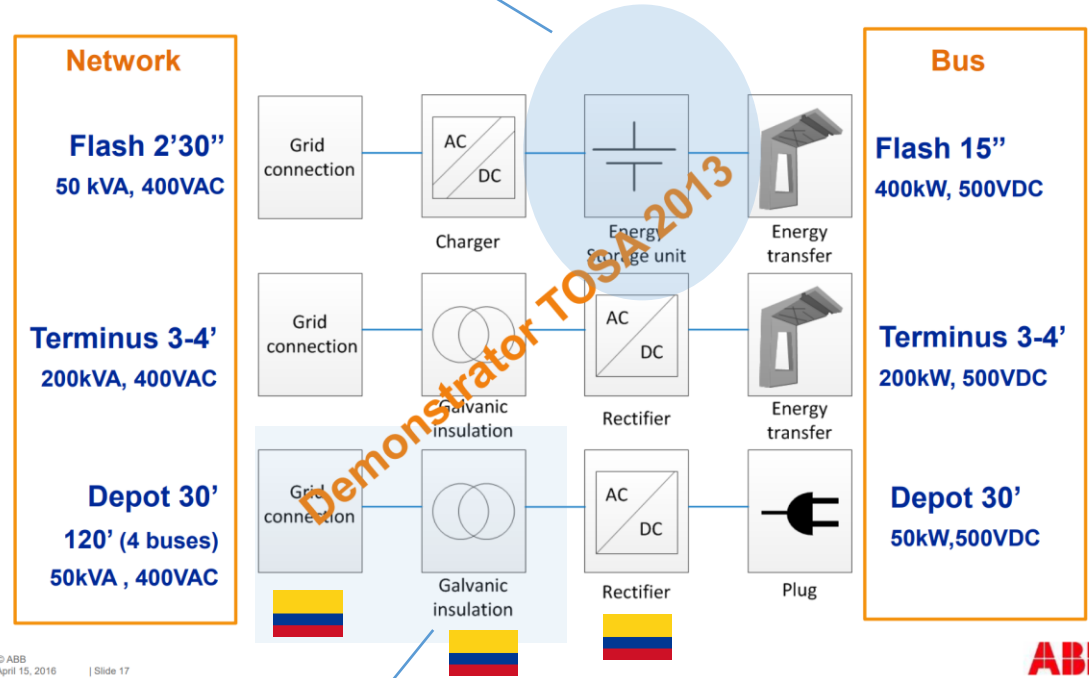 Network
Bus
Flash 2’30’’
50 kVA, 400VAC
Grid
connection
AC
DC
Charger
Energy
Storage unit
Energy
transfer
Flash 15’’
400kW, 500VDC
Terminus 3-4’
200kVA, 400VAC
Grid
connection
Galvanic
insulation
AC
DC
Rectifier
Energy
transfer
Terminus 3-4’
200kW, 500VDC
Demonstrator TOSA 2013
Depot 30’
120’ (4 buses)
50kVA , 400VAC
Grid
connection
Galvanic
insulation
AC
DC
Rectifier
Plug
Depot 30’
50kW,500VDC
© ABB
April 15, 2016 | Slide 17
ABB